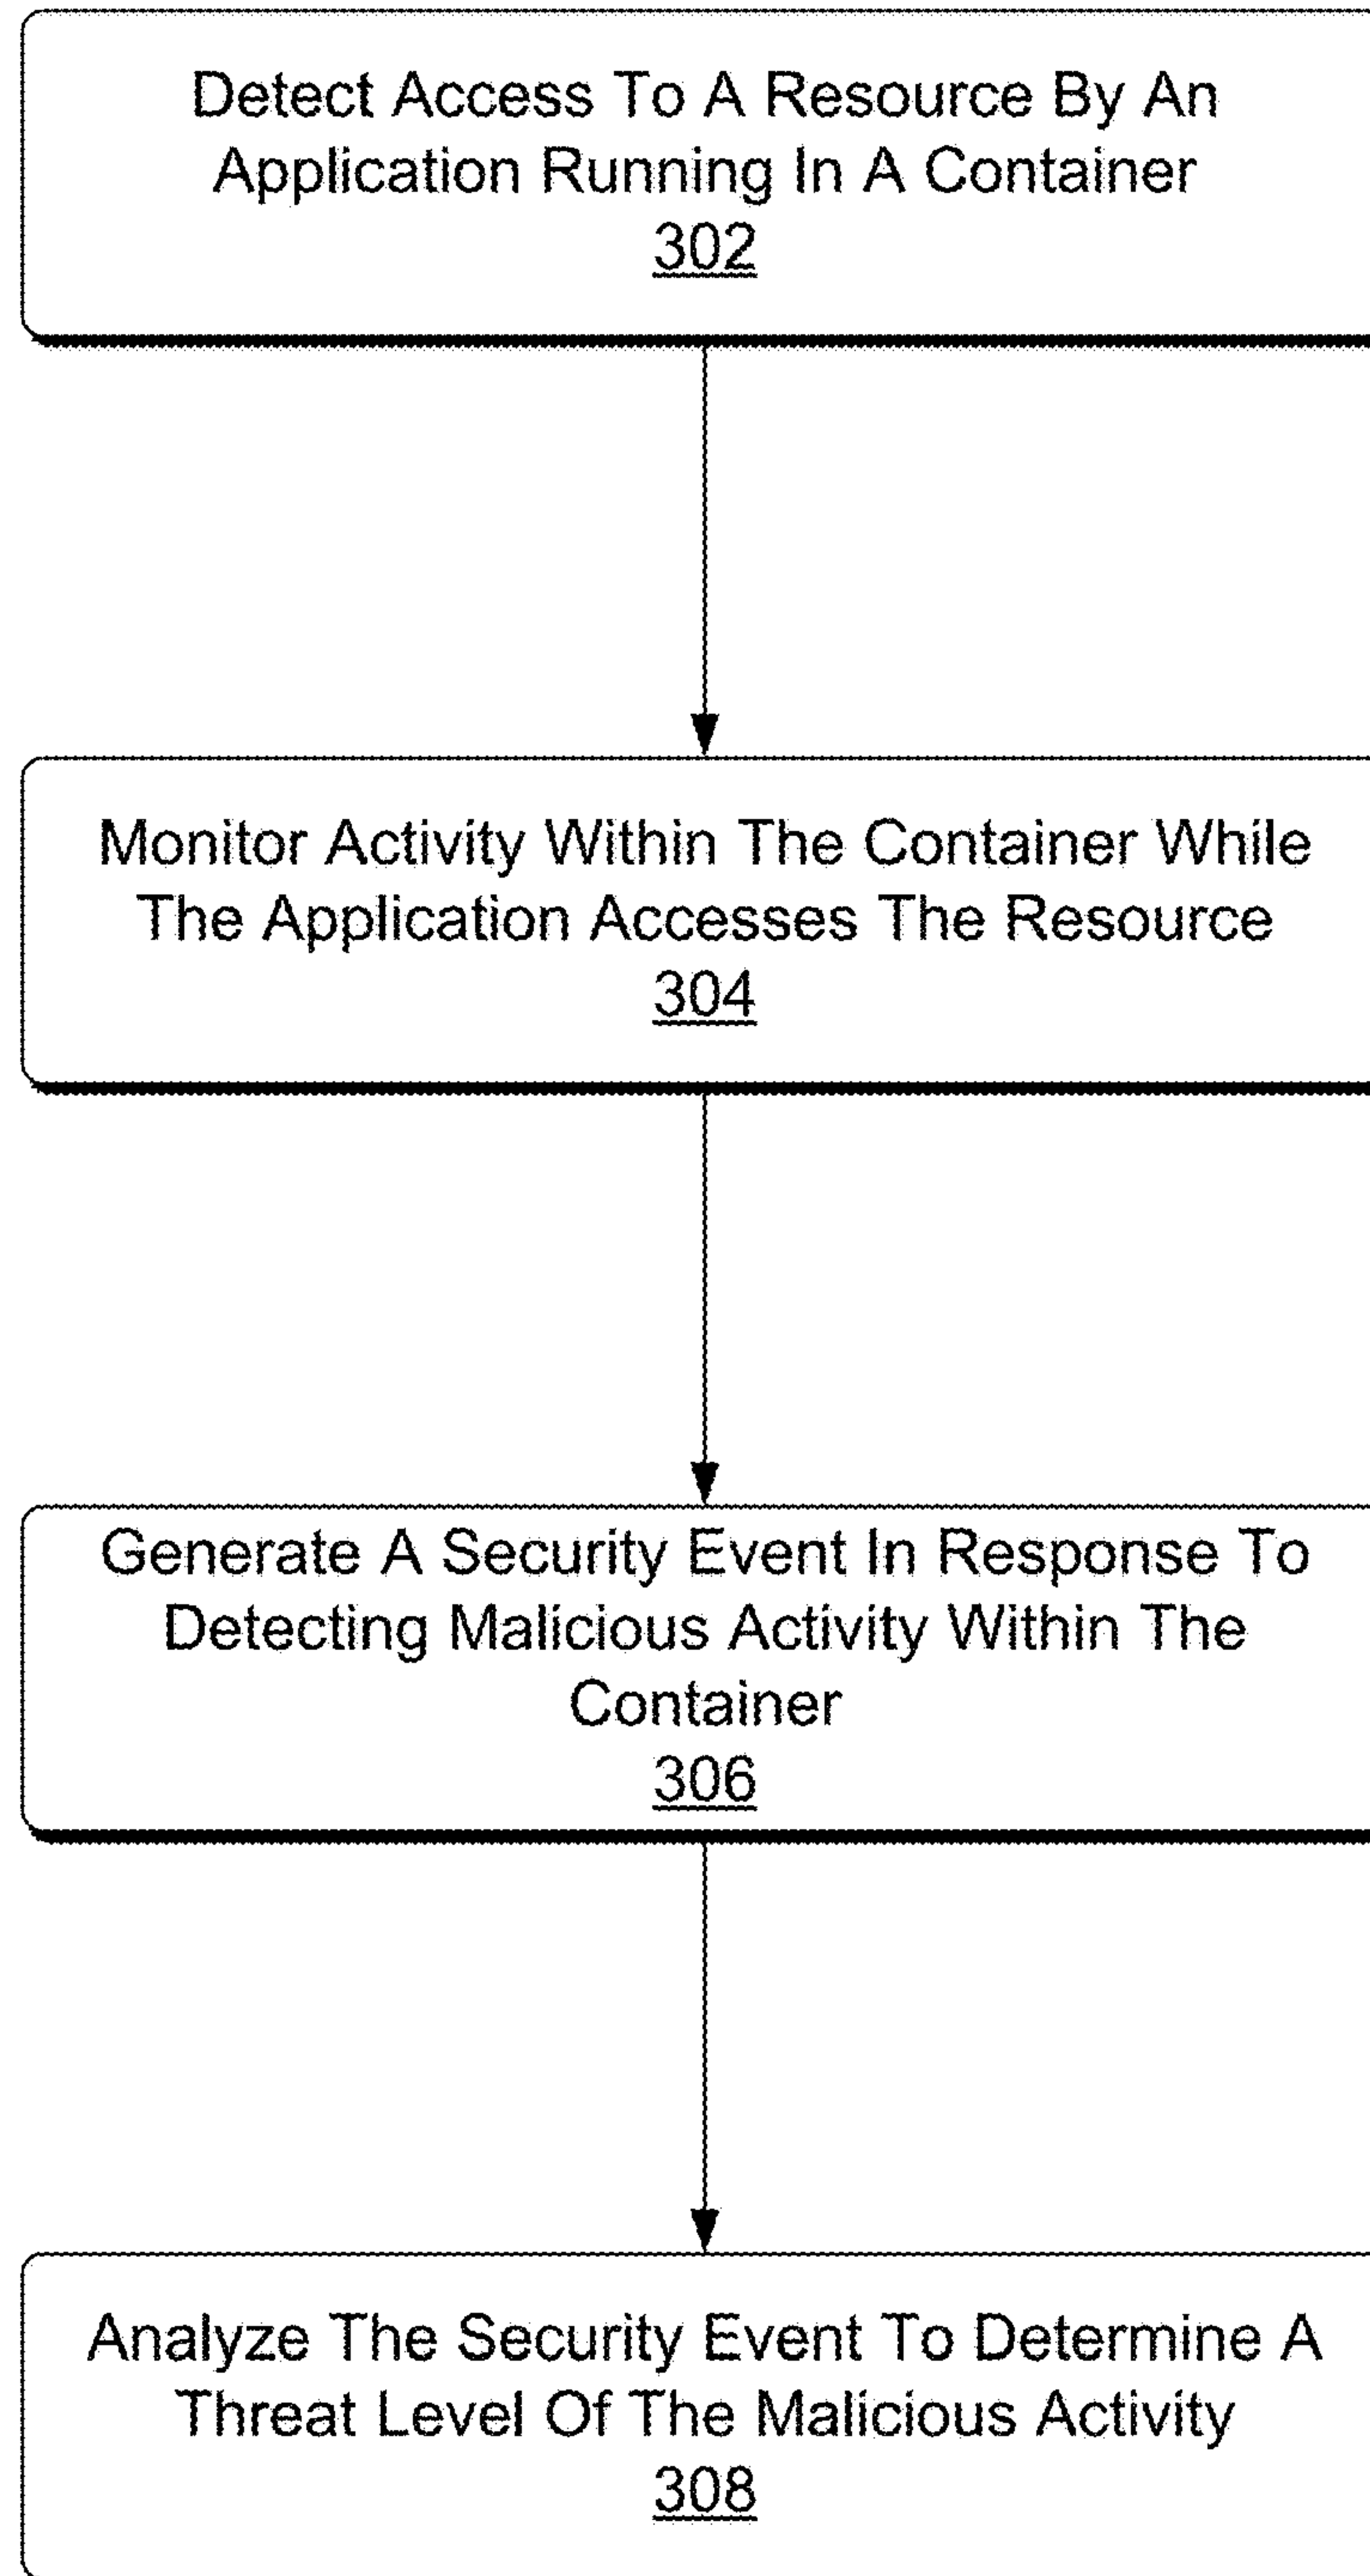 Detect Access To A Resource By An
Application Running In A Container
302
Monitor Activity Within The Container While
The Application Accesses The Resource
304
Generate A Security Event In Response To
Detecting Malicious Activity Within The
Container
306
Analyze The Security Event To Determine A
Threat Level Of The Malicious Activity
308